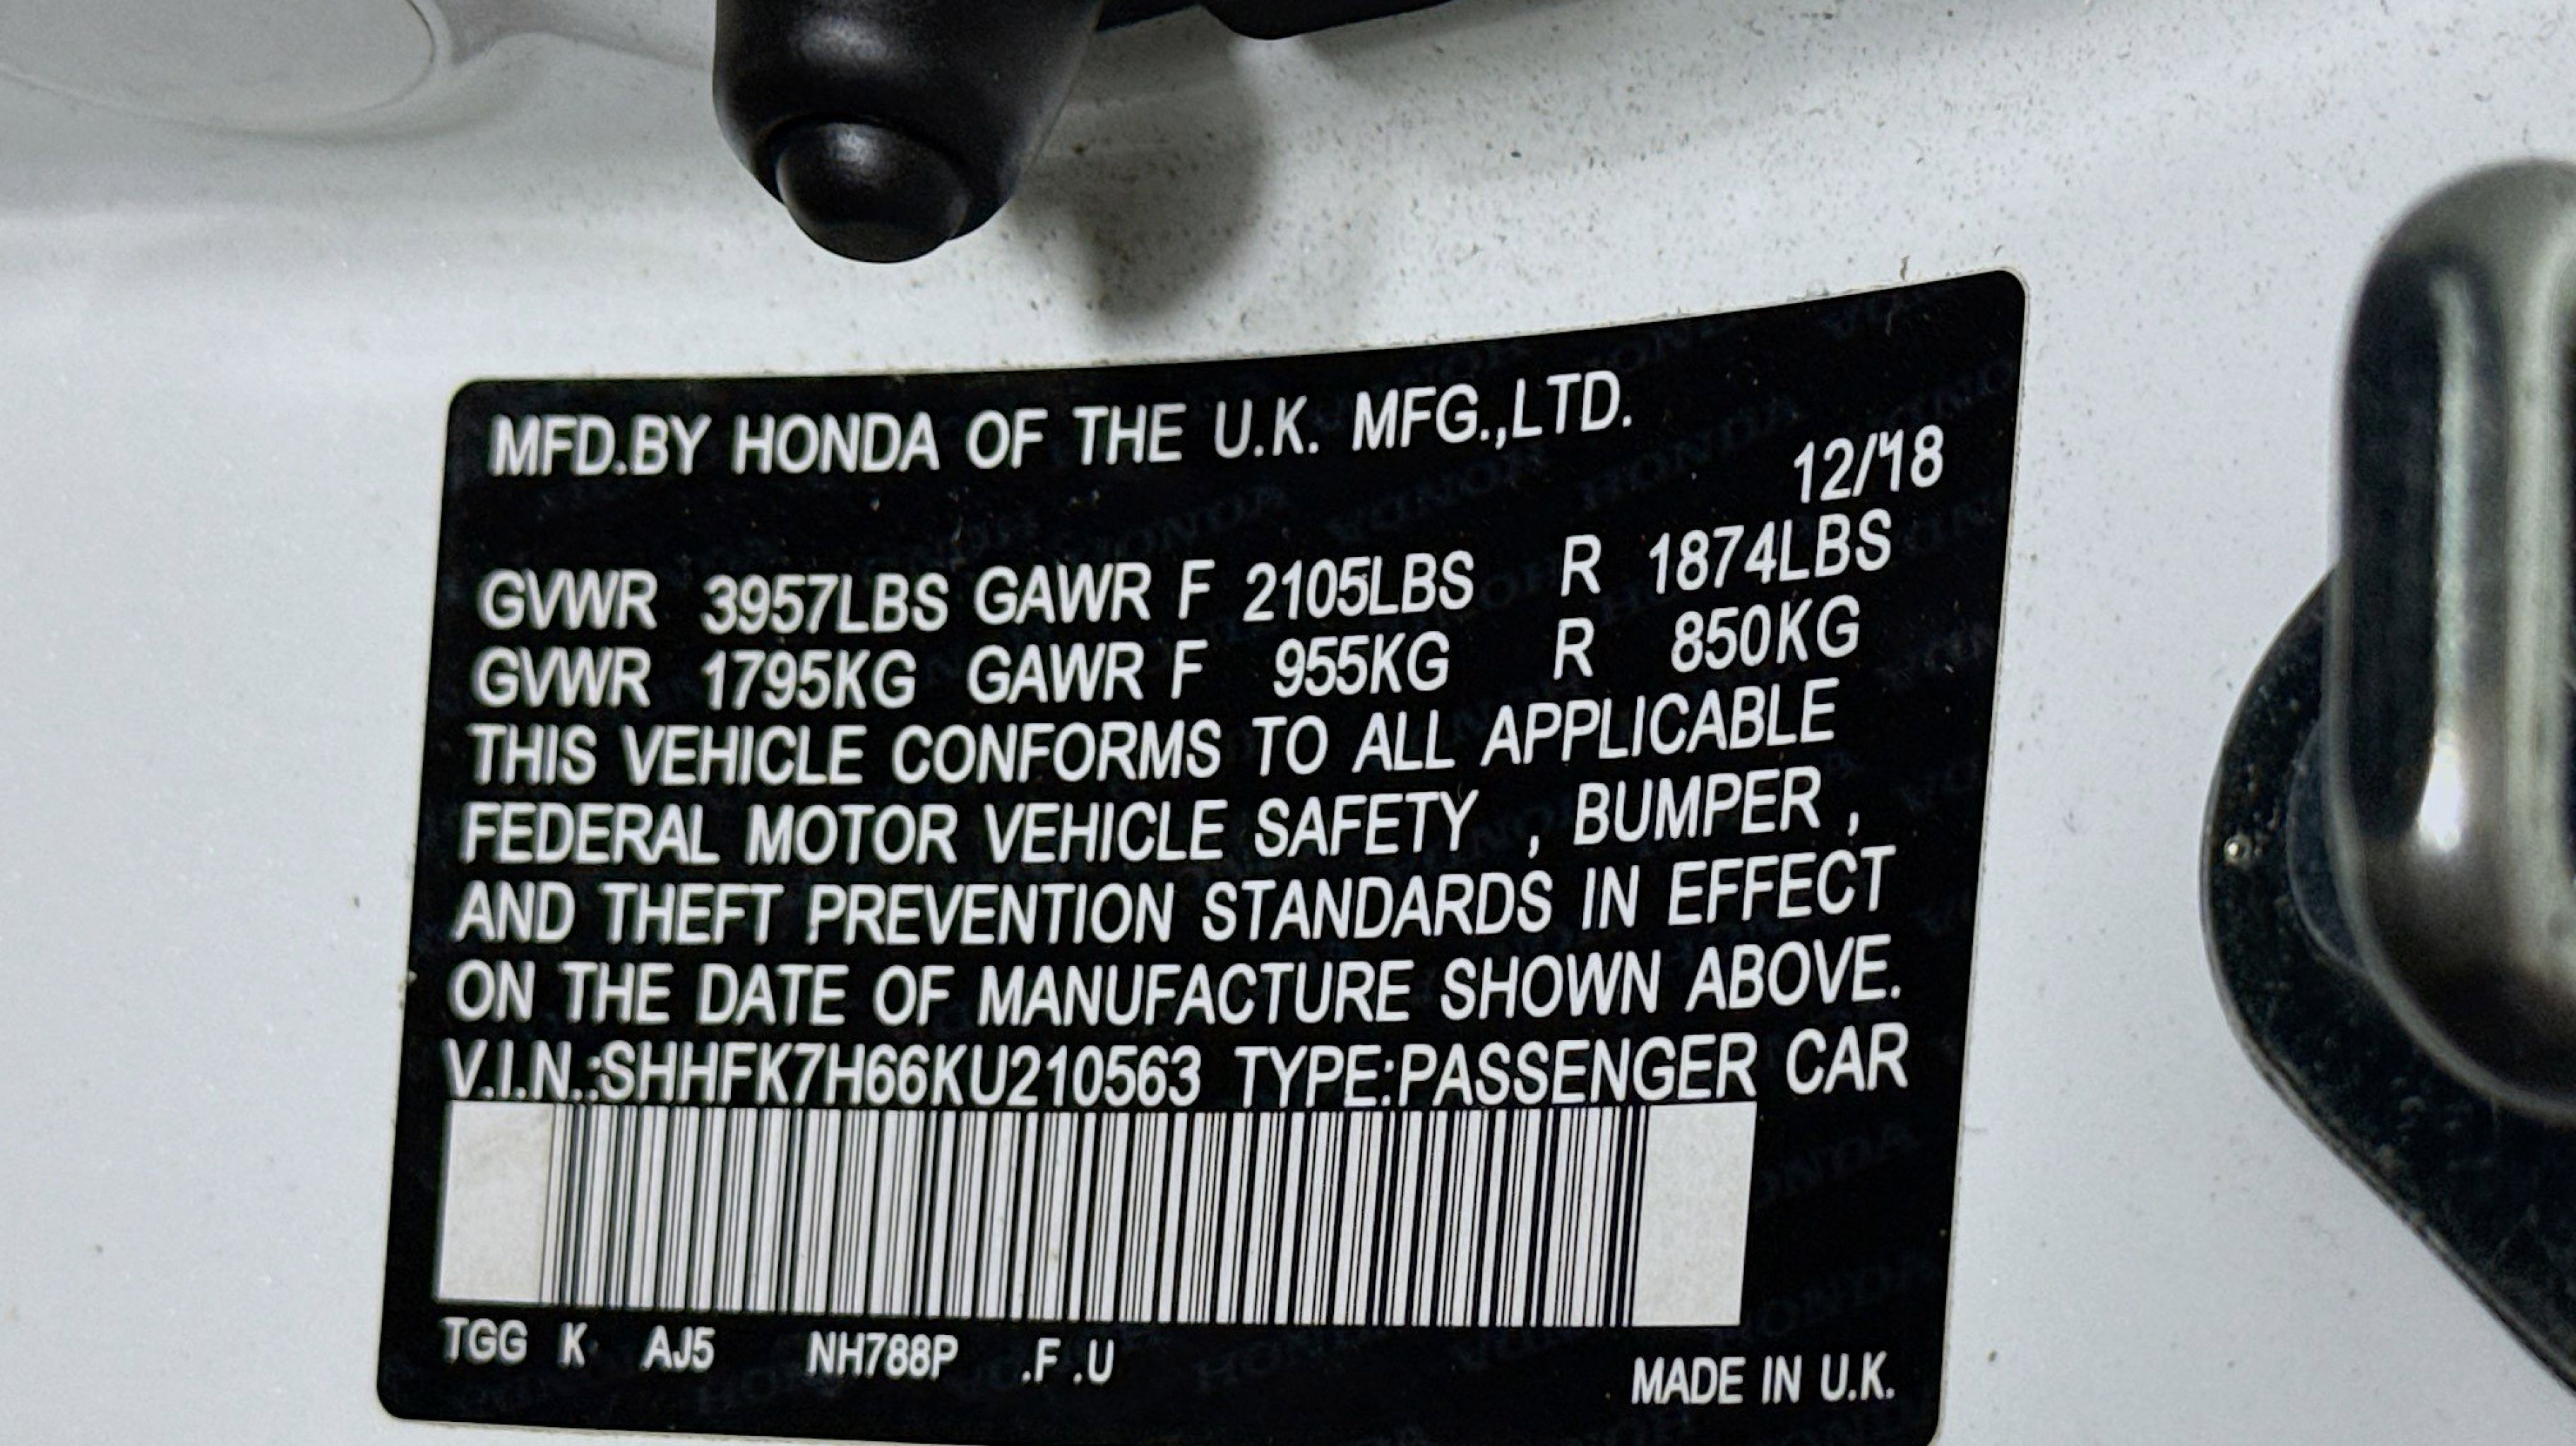 MFD.BY HONDA OF THE U.K. MFG.,LTD.
12/18
GVWR 3957LBS GAWR F 2105LBS R 1874LBS
GVWR 1795KG GAWR F 955KG R 850KG
THIS VEHICLE CONFORMS TO ALL APPLICABLE
FEDERAL MOTOR VEHICLE SAFETY , BUMPER ,
AND THEFT PREVENTION STANDARDS IN EFFECT
ON THE DATE OF MANUFACTURE SHOWN ABOVE.
V.I.N.:SHHFK7H66KU210563 TYPE:PASSENGER CAR
TGG K AJ5 NH788P .F .U
MADE IN U.K.